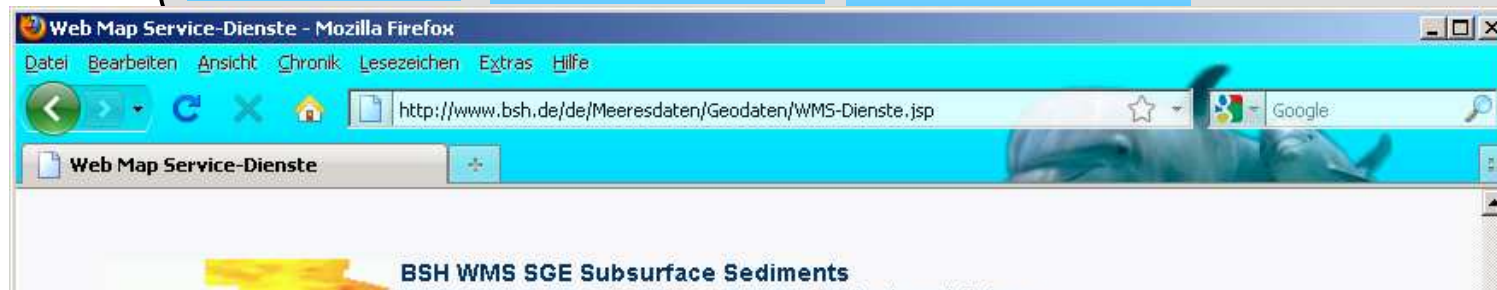 Web Map Service-Dienste - Mozilla Firefox
Datei Bearbeiten Ansicht Chronik Lesezeichen Extras Hilfe
http://www.bsh.de/de/Meeresdaten/Geodaten/WMS-Dienste.jsp Google
Web Map Service-Dienste
BSH WMS SGE Subsurface Sediments